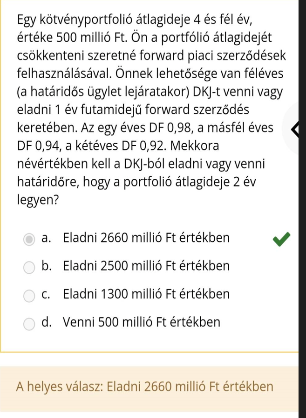 Egy kötvényportfolió átlagideje 4 és fél év,
értéke 500 millió Ft. Ön a portfólió átlagidejét
csökkenteni szeretné forward piaci szerződések
felhasználásával. Önnek lehetősége van féléves
(a határidős ügylet lejáratakor) DKJ-t venni vagy
eladni 1 év futamidejű forward szerződés
keretében. Az egy éves DF 0,98, a másfél éves
DF 0,94, a kétéves DF 0,92. Mekkora
névértékben kell a DKJ-ból eladni vagy venni
határidőre, hogy a portfolió átlagideje 2 év
legyen?
a. Eladni 2660 millió Ft értékben
b. Eladni 2500 millió Ft értékben
c. Eladni 1300 millió Ft értékben
d. Venni 500 millió Ft értékben
A helyes válasz: Eladni 2660 millió Ft értékben